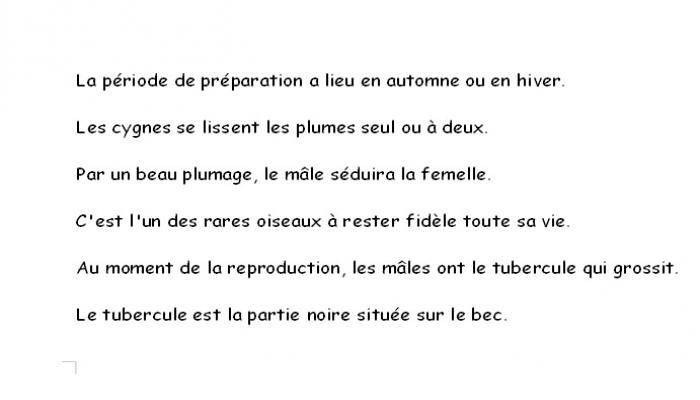 La période de préparation a lieu en automne ou en hiver.
Les cygnes se lissent les plumes seul ou à deux.
Par un beau plumage, le mâle séduira la femelle.
C'est l'un des rares oiseaux à rester fidèle toute sa vie.
Au moment de la reproduction, les mâles ont le tubercule qui grossit.
Le tubercule est la partie noire située sur le bec.